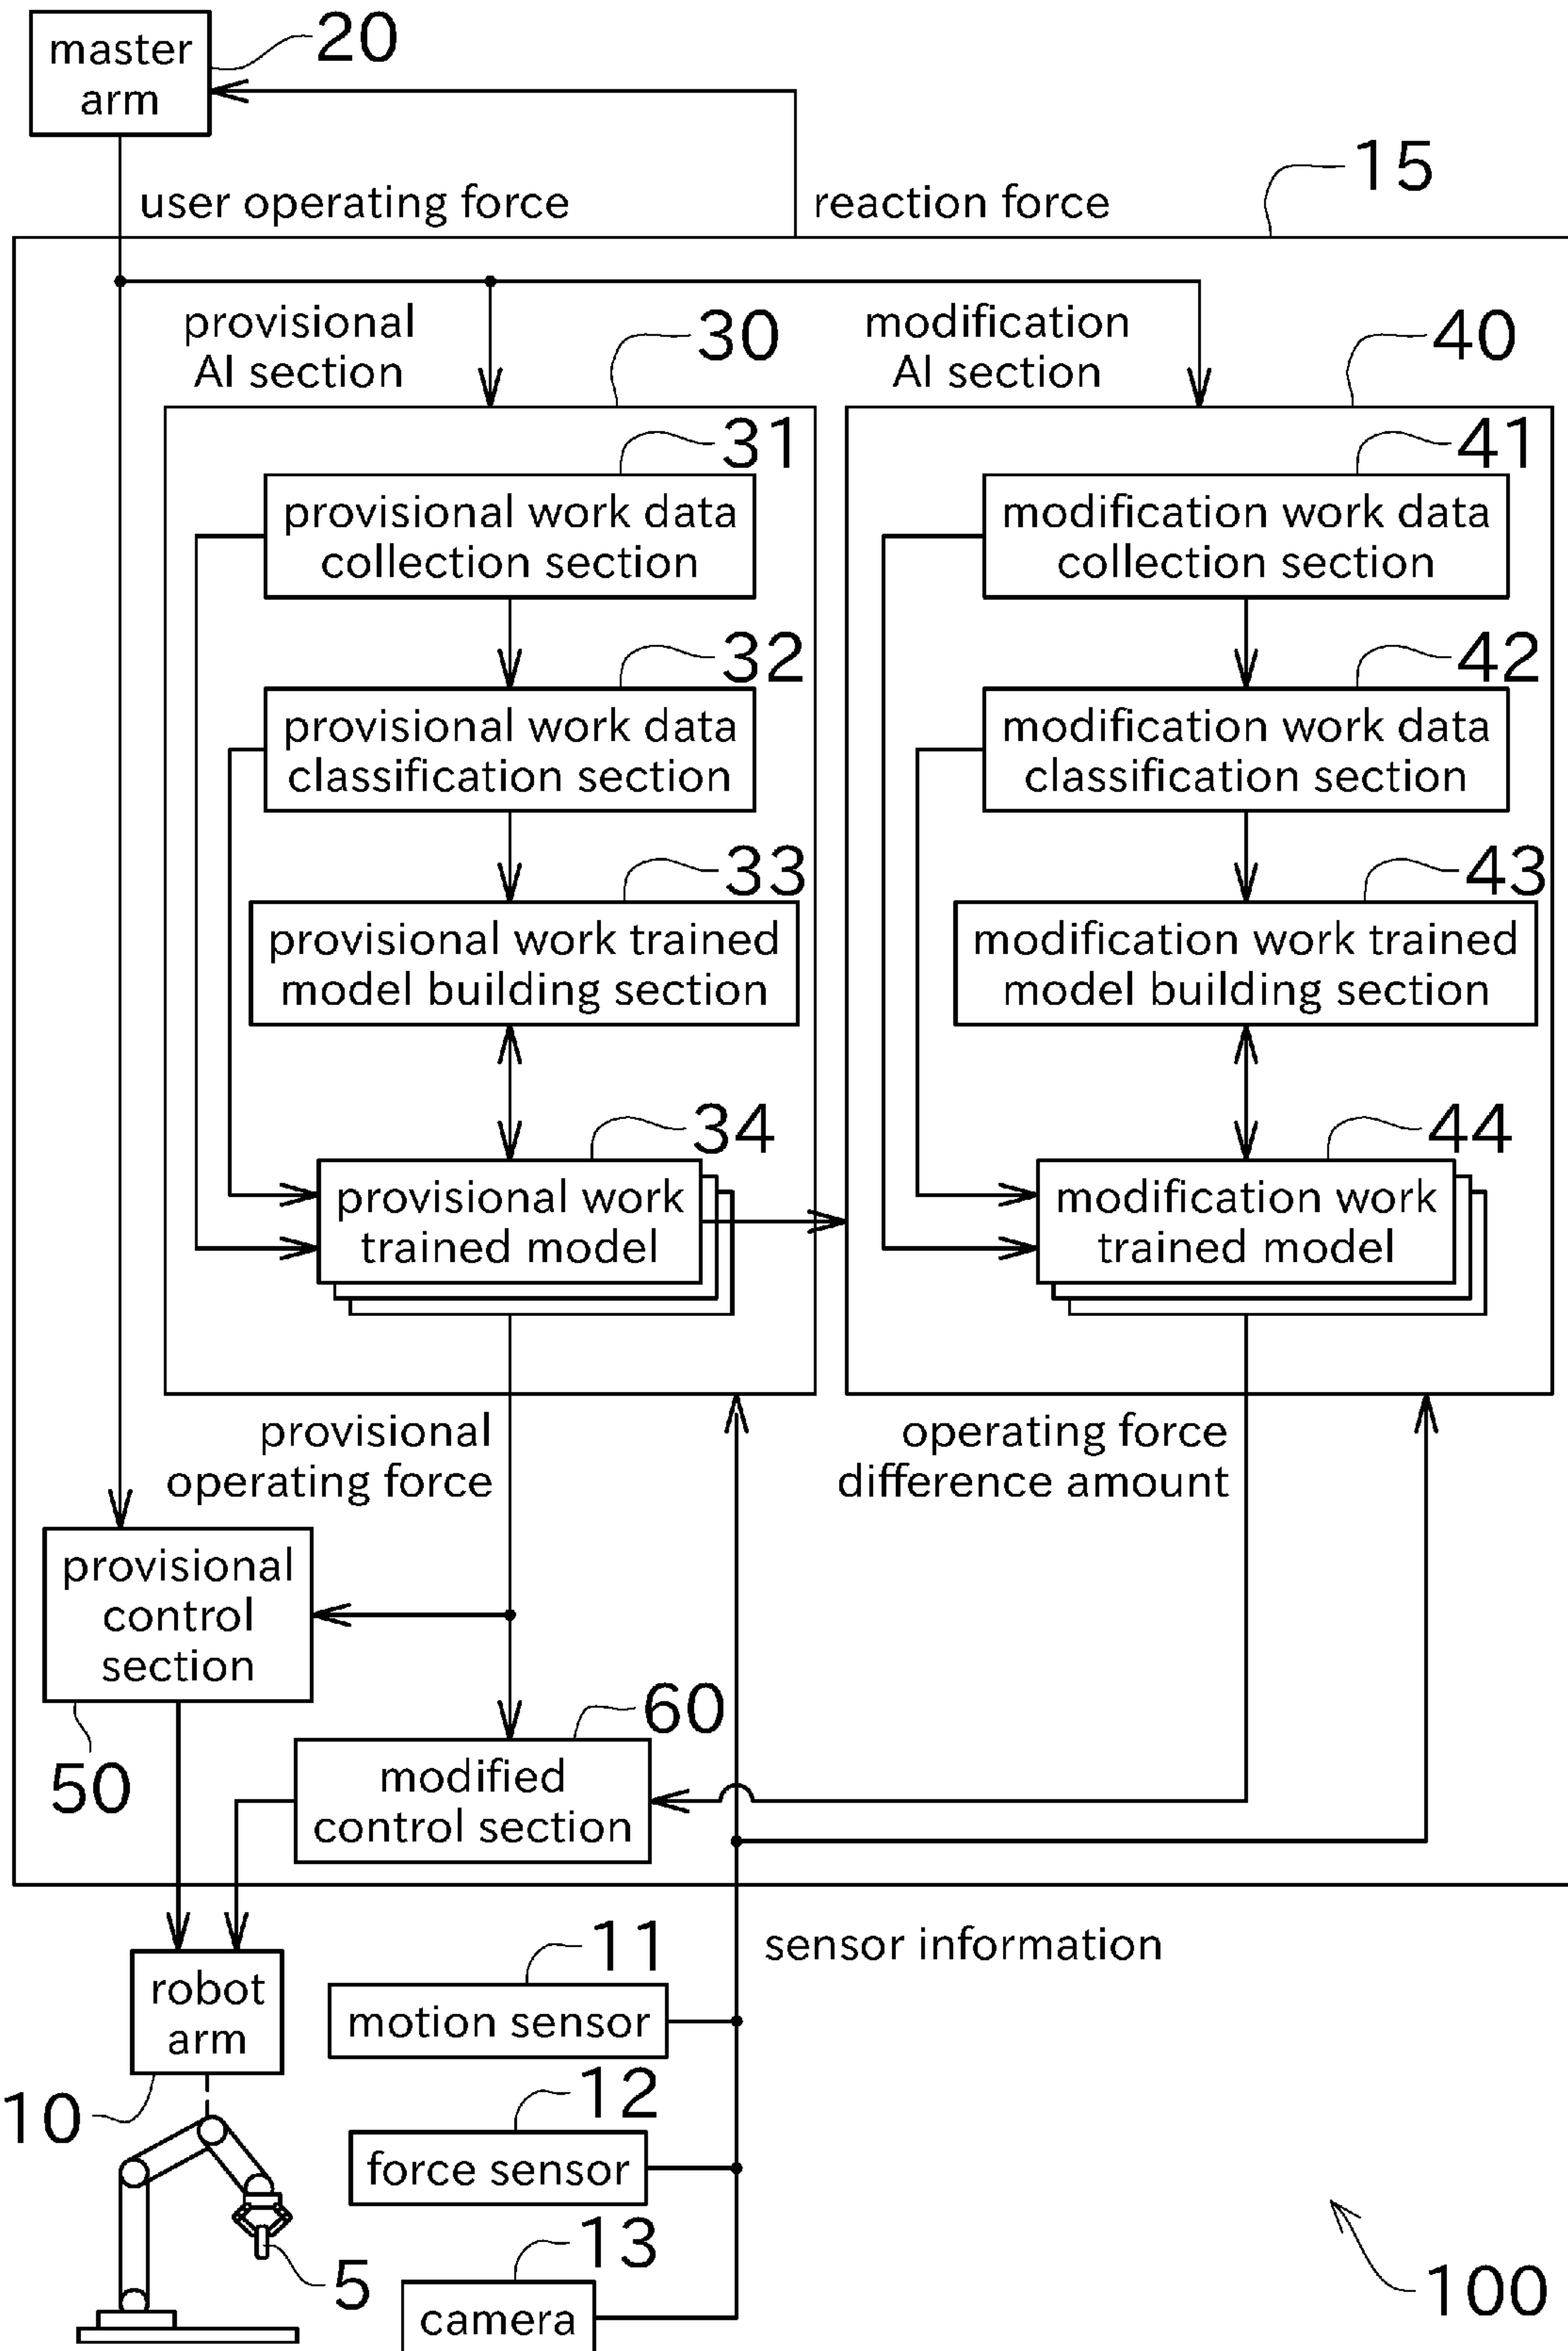 master
arm
20
user operating force
reaction force
15
provisional
AI section
30
modification
AI section
40
31
provisional work data
collection section
41
modification work data
collection section
32
provisional work data
classification section
42
modification work data
classification section
33
provisional work trained
model building section
43
modification work trained
model building section
34
provisional work
trained model
44
modification work
trained model
provisional
operating force
operating force
difference amount
provisional
control
section
50
60
modified
control section
sensor information
robot
arm
10
11
motion sensor
12
force sensor
13
camera
5
100